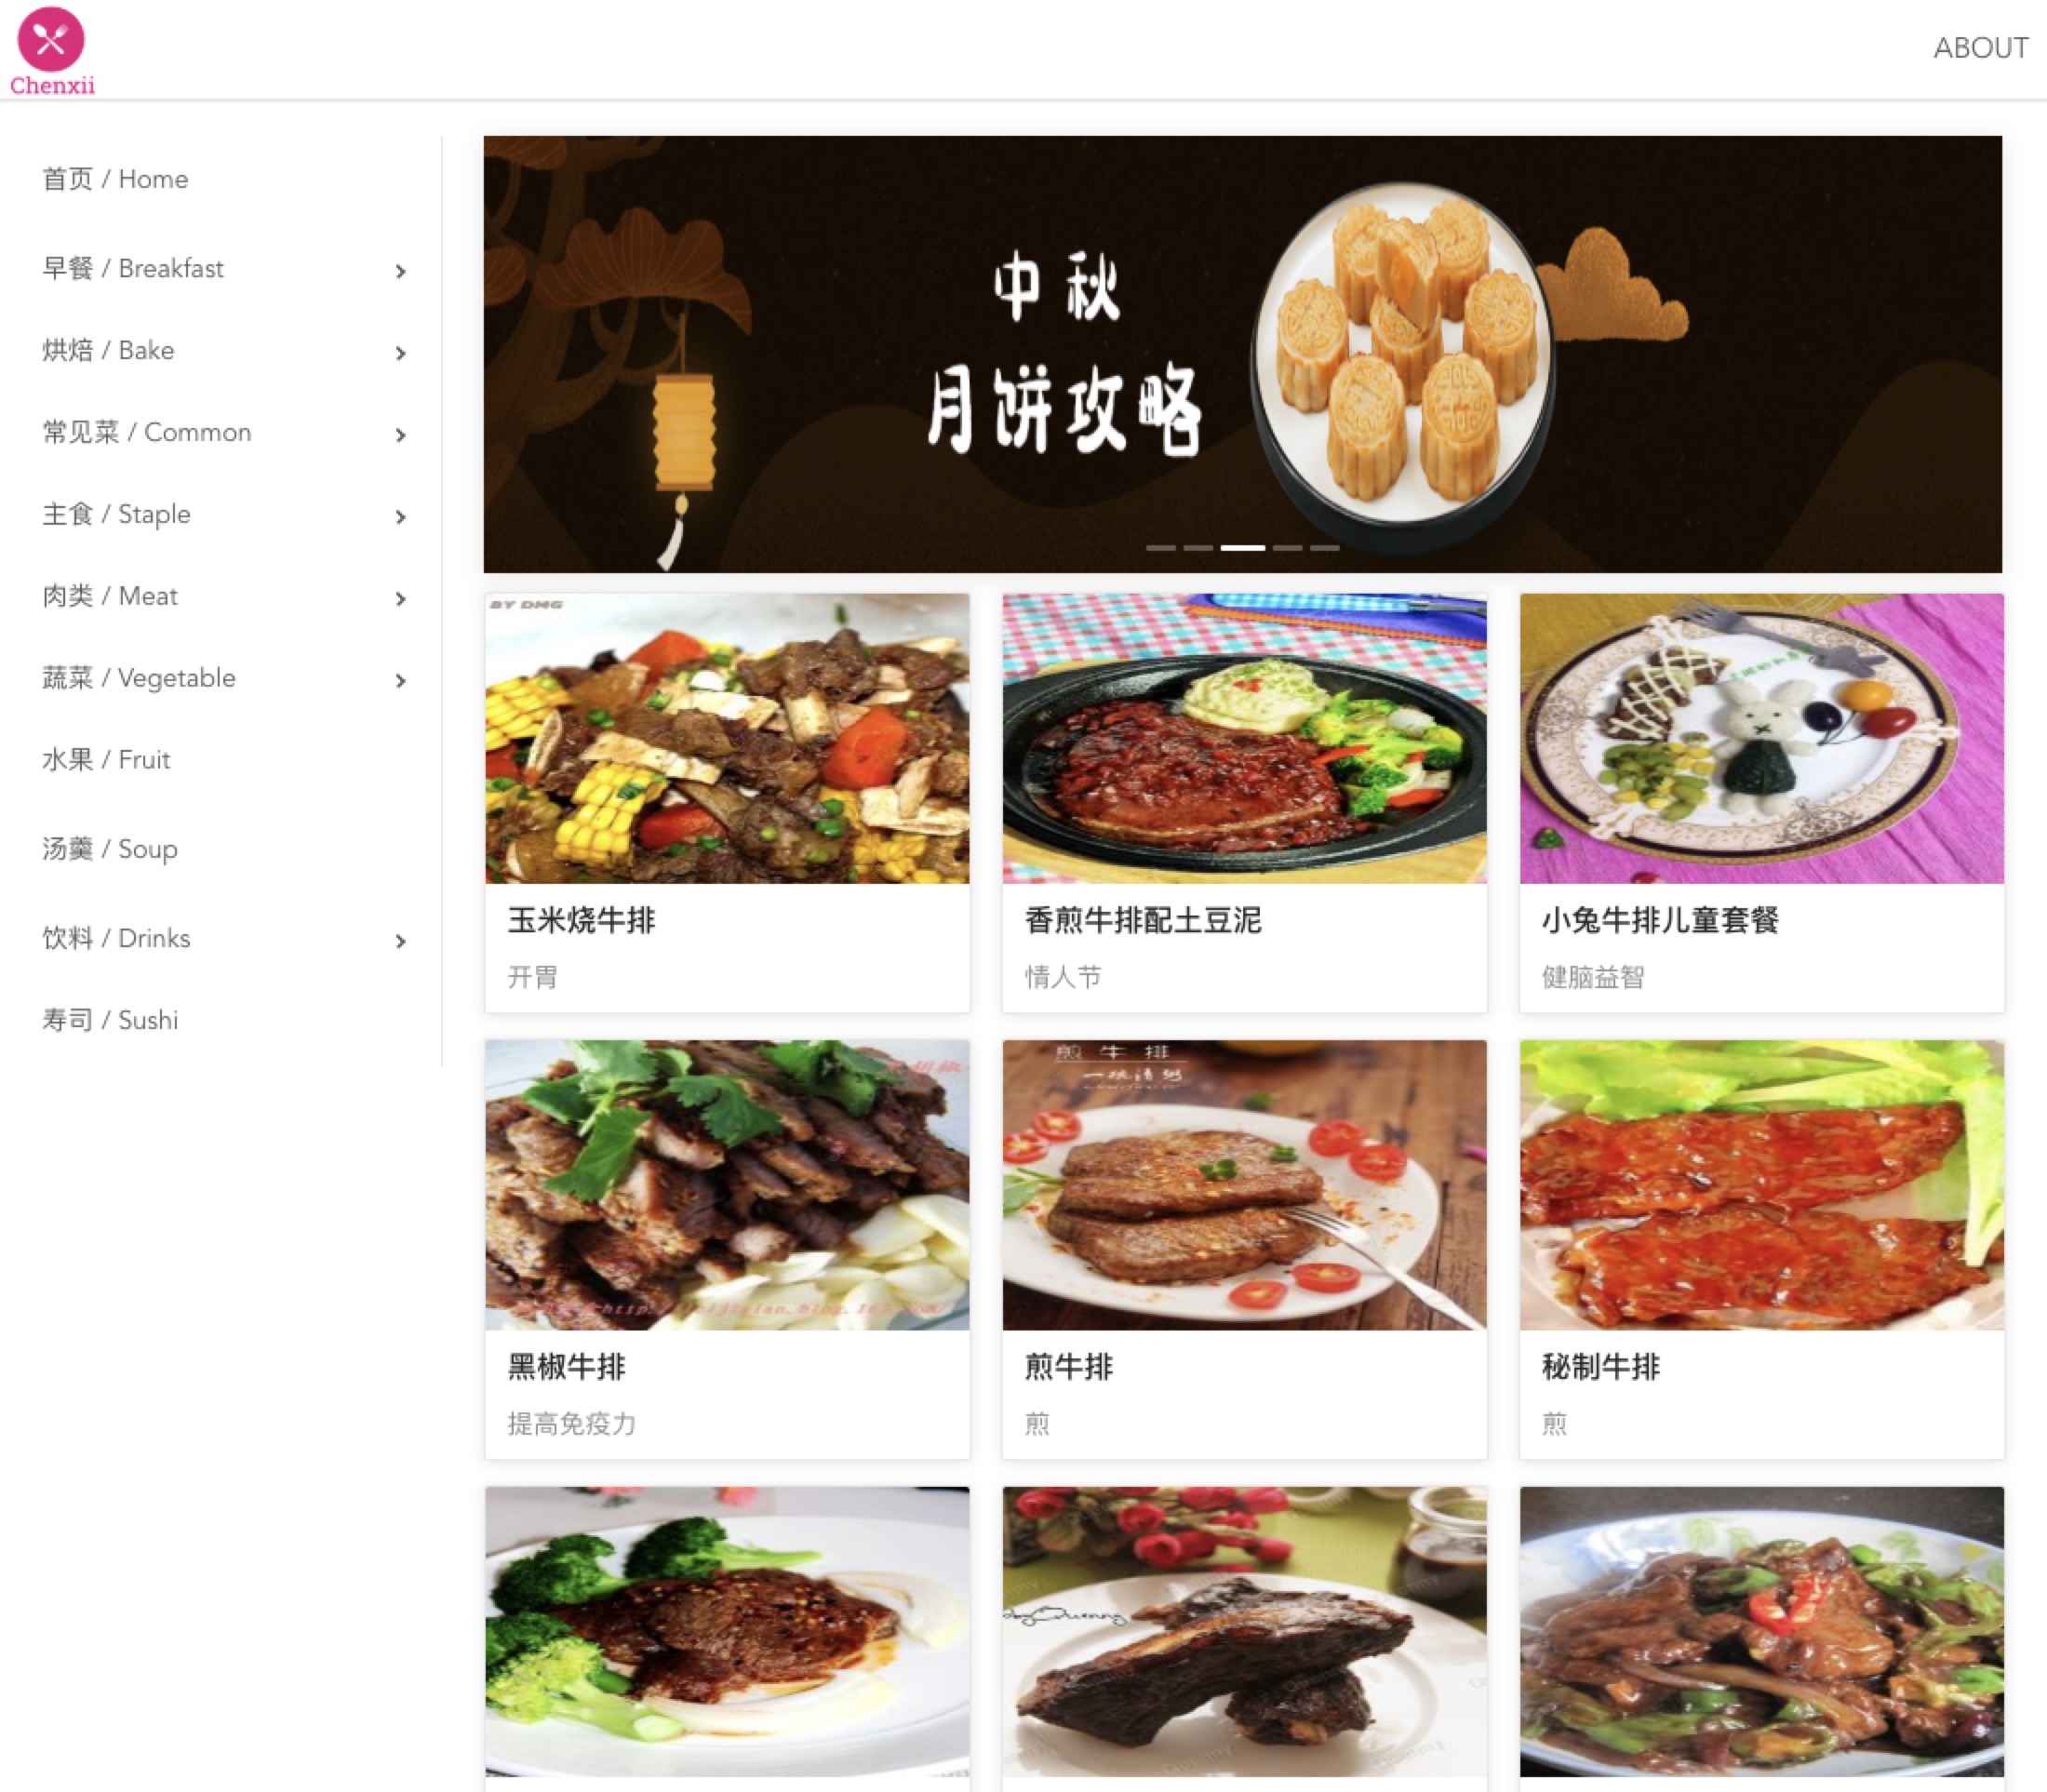 Chenxii
ABOUT
首页 / Home
早餐 / Breakfast
烘焙 / Bake
常见菜 / Common
主食 / Staple
肉类 / Meat
蔬菜 / Vegetable
水果 / Fruit
汤羹 / Soup
饮料 / Drinks
寿司 / Sushi
中秋
月饼攻略
BY DMG
玉米烧牛排
开胃
香煎牛排配土豆泥
情人节
小兔牛排儿童套餐
健脑益智
煎牛排
黑椒牛排
提高免疫力
煎牛排
煎
秘制牛排
煎